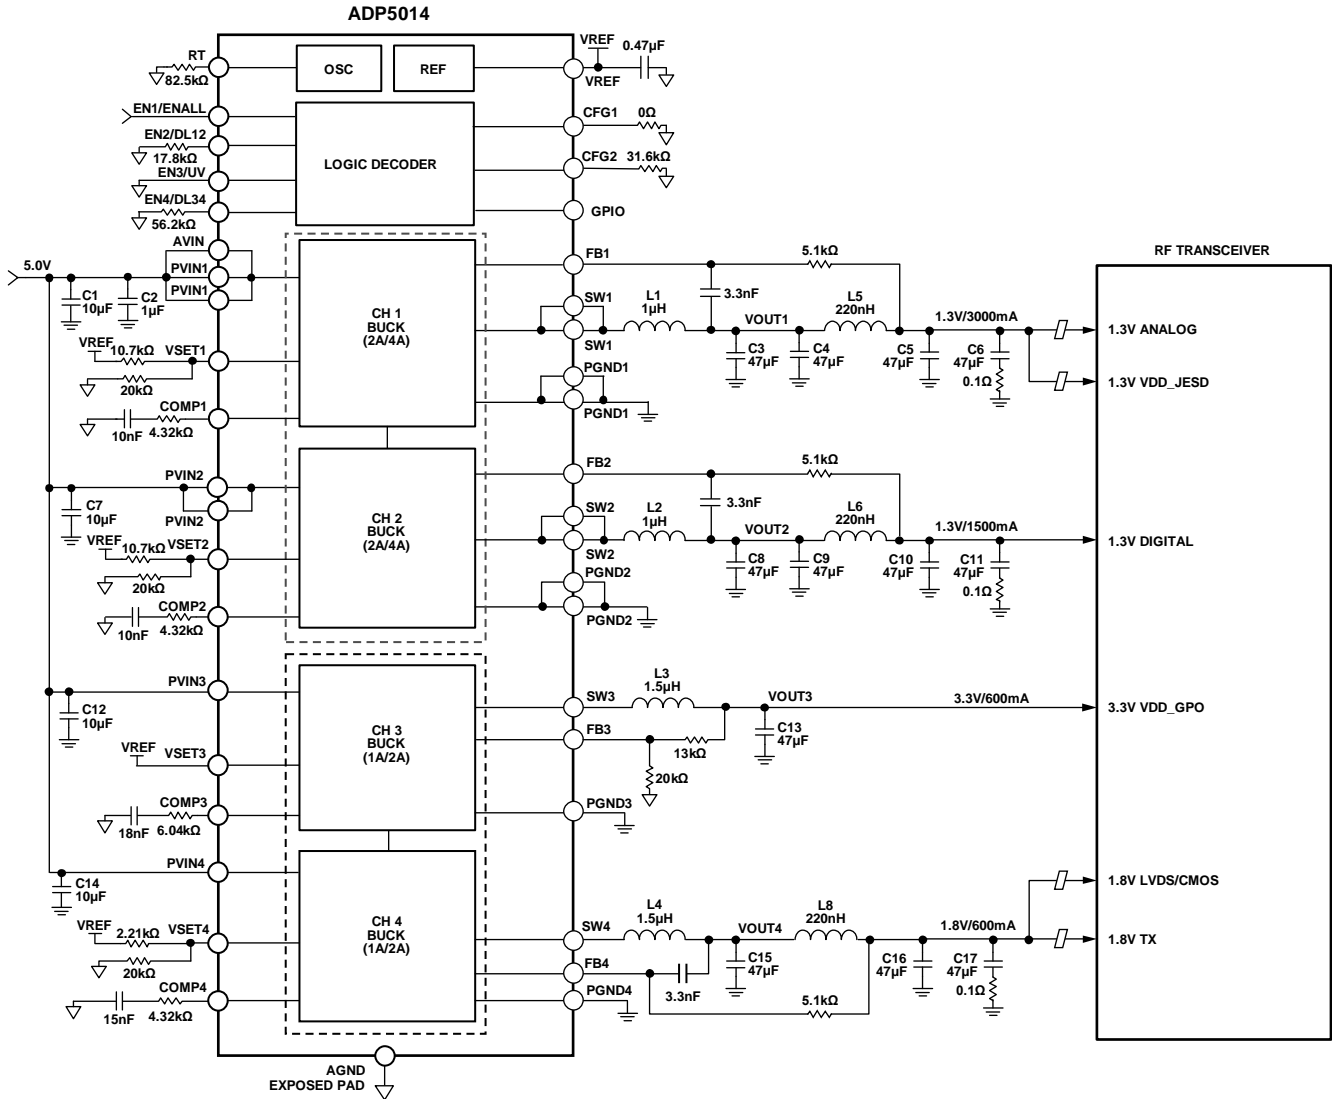 ADP5014
RT
82.5kΩ
OSC
REF
VREF
0.47µF
VREF
EN1/ENALL
EN2/DL12
17.8kΩ
EN3/UV
EN4/DL34
56.2kΩ
LOGIC DECODER
CFG1
0Ω
CFG2
31.6kΩ
GPIO
5.0V
AVIN
PVIN1
PVIN1
C1
10µF
C2
1µF
VREF
10.7kΩ
VSET1
20kΩ
COMP1
10nF
4.32kΩ
CH 1
BUCK
(2A/4A)
FB1
SW1
SW1
PGND1
PGND1
L1
1µH
3.3nF
5.1kΩ
VOUT1
L5
220nH
C3
47µF
C4
47µF
C5
47µF
C6
47µF
0.1Ω
1.3V/3000mA
RF TRANSCEIVER
1.3V ANALOG
1.3V VDD_JESD
PVIN2
PVIN2
C7
10µF
VREF
10.7kΩ
VSET2
20kΩ
COMP2
10nF
4.32kΩ
CH 2
BUCK
(2A/4A)
FB2
SW2
SW2
PGND2
PGND2
L2
1µH
3.3nF
5.1kΩ
VOUT2
L6
220nH
C8
47µF
C9
47µF
C10
47µF
C11
47µF
0.1Ω
1.3V/1500mA
1.3V DIGITAL
PVIN3
C12
10µF
VREF
VSET3
COMP3
18nF
6.04kΩ
CH 3
BUCK
(1A/2A)
SW3
FB3
PGND3
L3
1.5µH
13kΩ
20kΩ
VOUT3
C13
47µF
3.3V/600mA
3.3V VDD_GPO
PVIN4
C14
10µF
VREF
2.21kΩ
VSET4
20kΩ
COMP4
15nF
4.32kΩ
CH 4
BUCK
(1A/2A)
SW4
FB4
PGND4
L4
1.5µH
3.3nF
VOUT4
C15
47µF
L8
220nH
5.1kΩ
C16
47µF
C17
47µF
0.1Ω
1.8V/600mA
1.8V LVDS/CMOS
1.8V TX
AGND
EXPOSED PAD